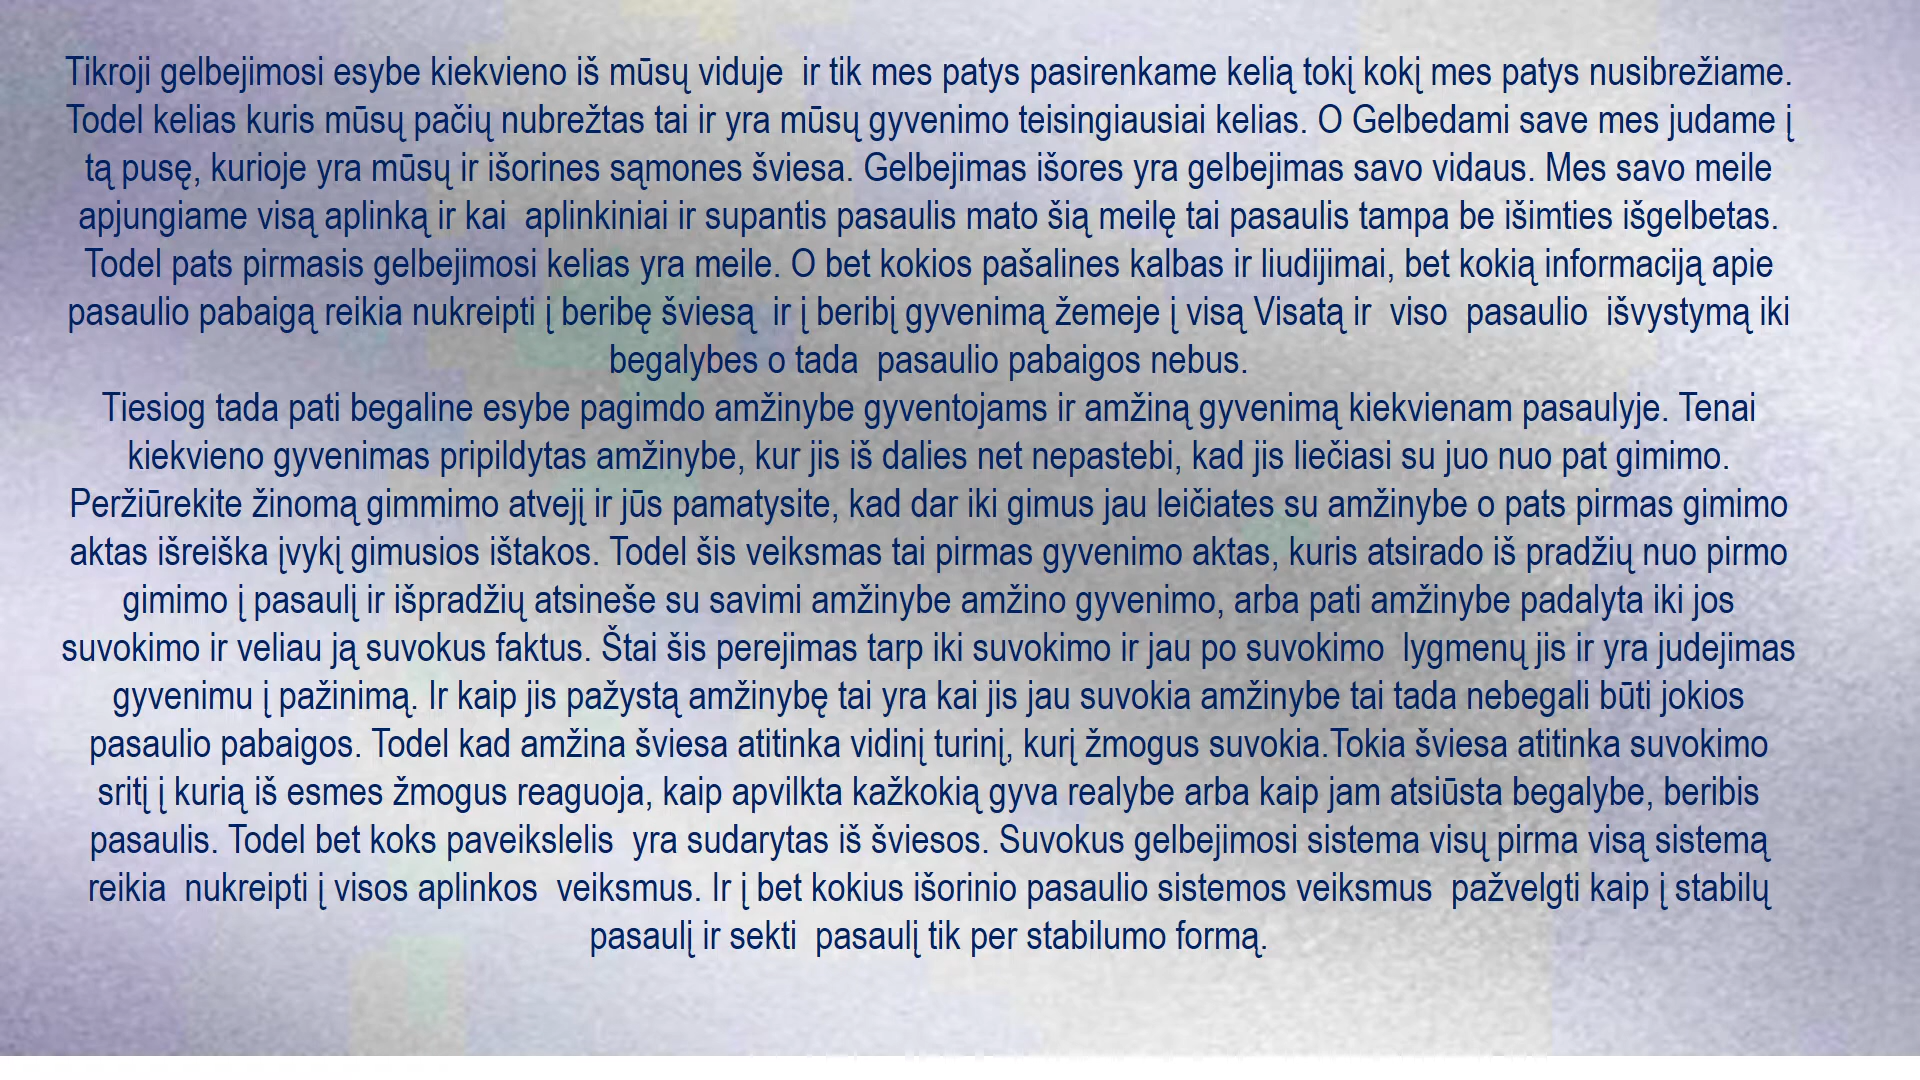 Tikroji gelbejimosi esybe kiekvieno iš mūsų viduje  ir tik mes patys pasirenkame kelią tokį kokį mes patys nusibrežiame.
Todel kelias kuris mūsų pačių nubrežtas tai ir yra mūsų gyvenimo teisingiausiai kelias. O Gelbedami save mes judame į
tą pusę, kurioje yra mūsų ir išorines sąmones šviesa. Gelbejimas išores yra gelbejimas savo vidaus. Mes savo meile
apjungiame visą aplinką ir kai  aplinkiniai ir supantis pasaulis mato šią meilę tai pasaulis tampa be išimties išgelbetas.
Todel pats pirmasis gelbejimosi kelias yra meile. O bet kokios pašalines kalbas ir liudijimai, bet kokią informaciją apie
pasaulio pabaigą reikia nukreipti į beribę šviesą  ir į beribį gyvenimą žemeje į visą Visatą ir  viso  pasaulio  išvystymą iki
begalybes o tada  pasaulio pabaigos nebus.
Tiesiog tada pati begaline esybe pagimdo amžinybe gyventojams ir amžiną gyvenimą kiekvienam pasaulyje. Tenai
kiekvieno gyvenimas pripildytas amžinybe, kur jis iš dalies net nepastebi, kad jis liečiasi su juo nuo pat gimimo.
Peržiūrekite žinomą gimmimo atvejį ir jūs pamatysite, kad dar iki gimus jau leičiates su amžinybe o pats pirmas gimimo
aktas išreiška įvykį gimusios ištakos. Todel šis veiksmas tai pirmas gyvenimo aktas, kuris atsirado iš pradžių nuo pirmo
gimimo į pasaulį ir išpradžių atsineše su savimi amžinybe amžino gyvenimo, arba pati amžinybe padalyta iki jos
suvokimo ir veliau ją suvokus faktus. Štai šis perejimas tarp iki suvokimo ir jau po suvokimo  lygmenų jis ir yra judejimas
gyvenimu į pažinimą. Ir kaip jis pažystą amžinybę tai yra kai jis jau suvokia amžinybe tai tada nebegali būti jokios
pasaulio pabaigos. Todel kad amžina šviesa atitinka vidinį turinį, kurį žmogus suvokia.Tokia šviesa atitinka suvokimo
sritį į kurią iš esmes žmogus reaguoja, kaip apvilkta kažkokią gyva realybe arba kaip jam atsiūsta begalybe, beribis
pasaulis. Todel bet koks paveikslelis  yra sudarytas iš šviesos. Suvokus gelbejimosi sistema visų pirma visą sistemą
reikia  nukreipti į visos aplinkos  veiksmus. Ir į bet kokius išorinio pasaulio sistemos veiksmus  pažvelgti kaip į stabilų
pasaulį ir sekti  pasaulį tik per stabilumo formą.